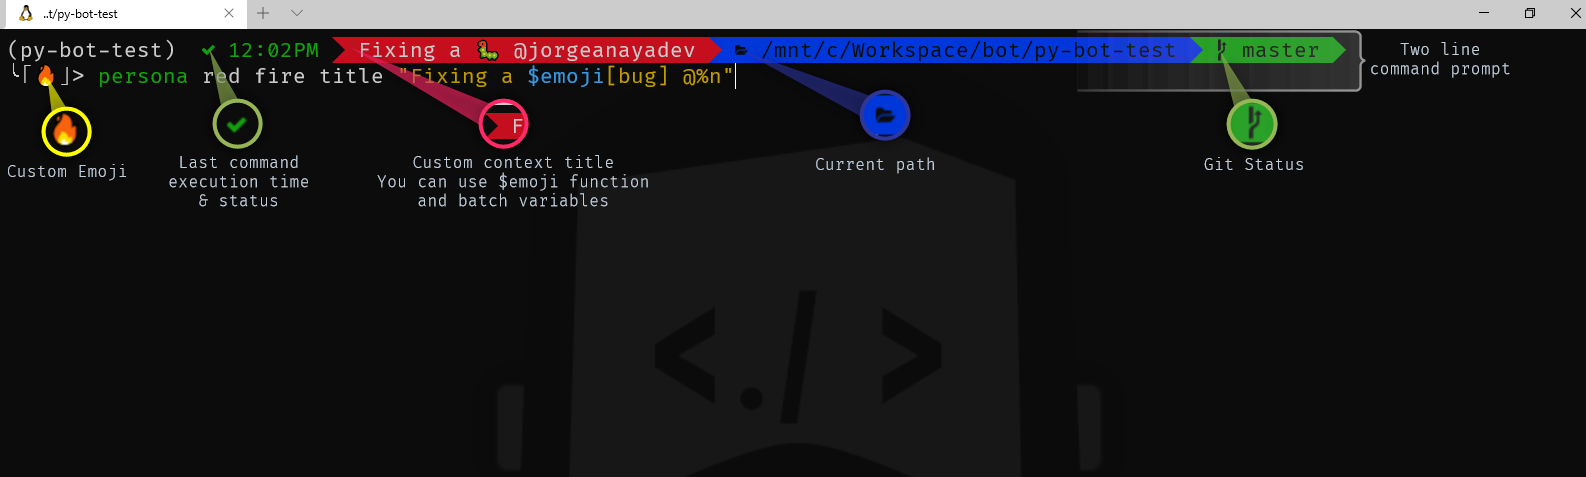 ..t/py-bot-test
(py-bot-test) ✔ 12:02PM Fixing a 🐛 @jorgeanayadev /mnt/c/Workspace/bot/py-bot-test master
╰⌈🔥⌋> persona red fire title "Fixing a $emoji[bug] @%n"
Two line
command prompt
Custom Emoji
Last command
execution time
& status
F
Custom context title
You can use $emoji function
and batch variables
Current path
Git Status
<./>